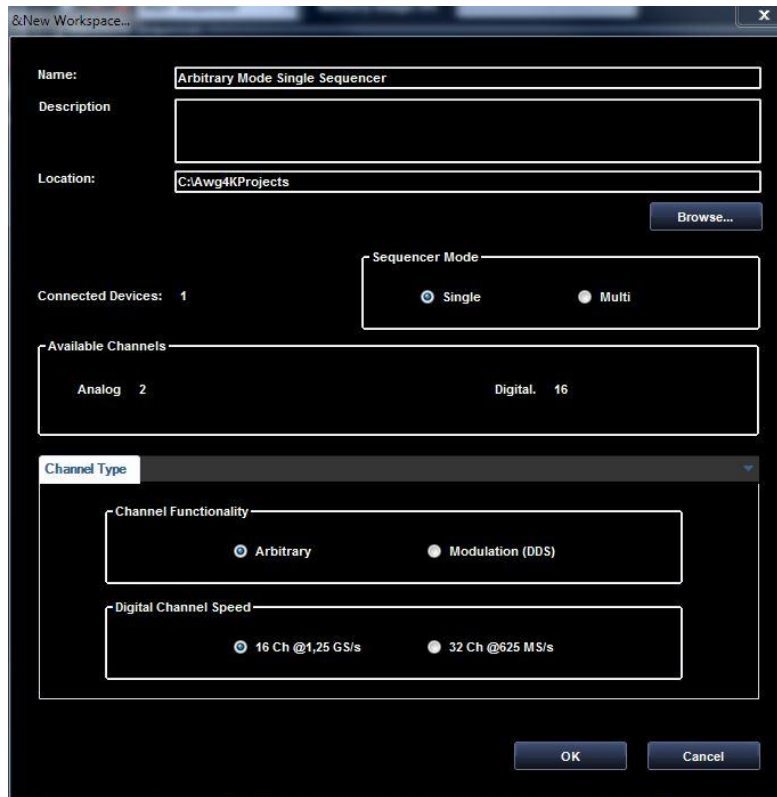 &New Workspace...
X
Name: Arbitrary Mode Single Sequencer
Description
Location: C:\Awg4KProjects
Browse...
Sequencer Mode
Connected Devices: 1
Single Multi
Available Channels
Analog 2 Digital. 16
Channel Type
Channel Functionality
Arbitrary Modulation (DDS)
Digital Channel Speed
16 Ch @1,25 GS/s 32 Ch @625 MS/s
OK Cancel